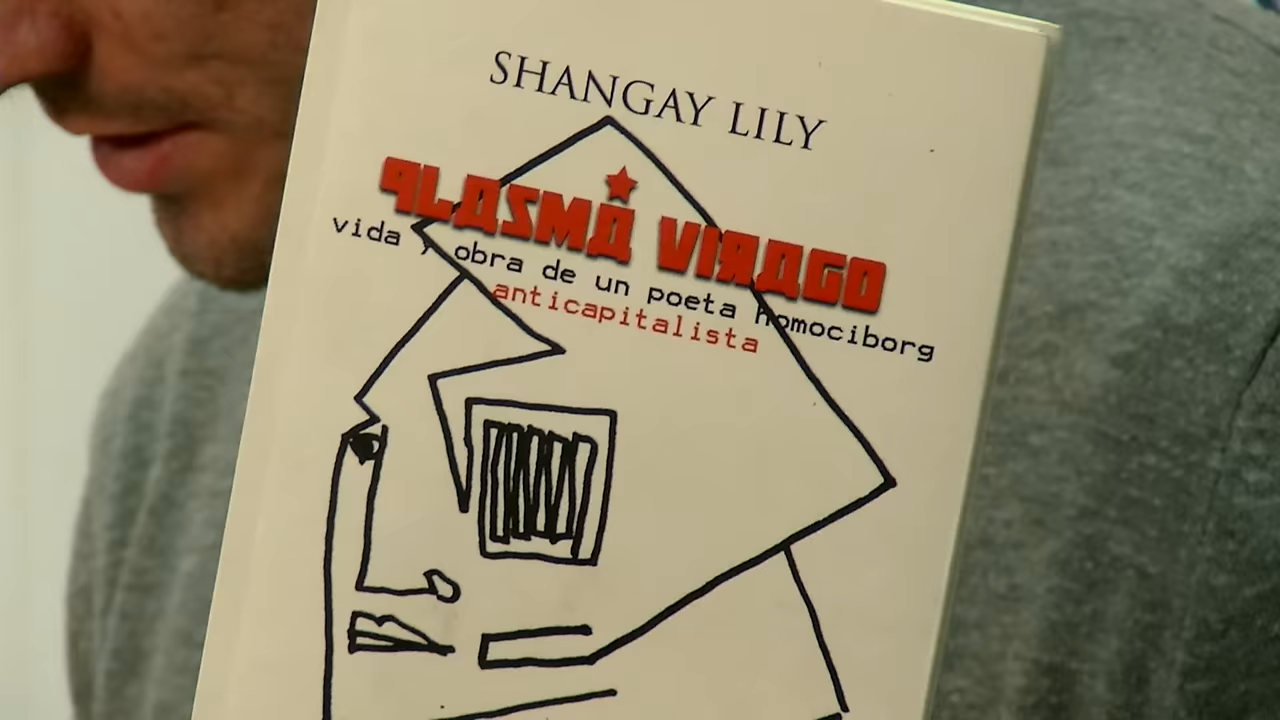 SHANGAY LILY
PLASMA VIRAGO
vida y obra de un poeta homociborg
anticapitalista